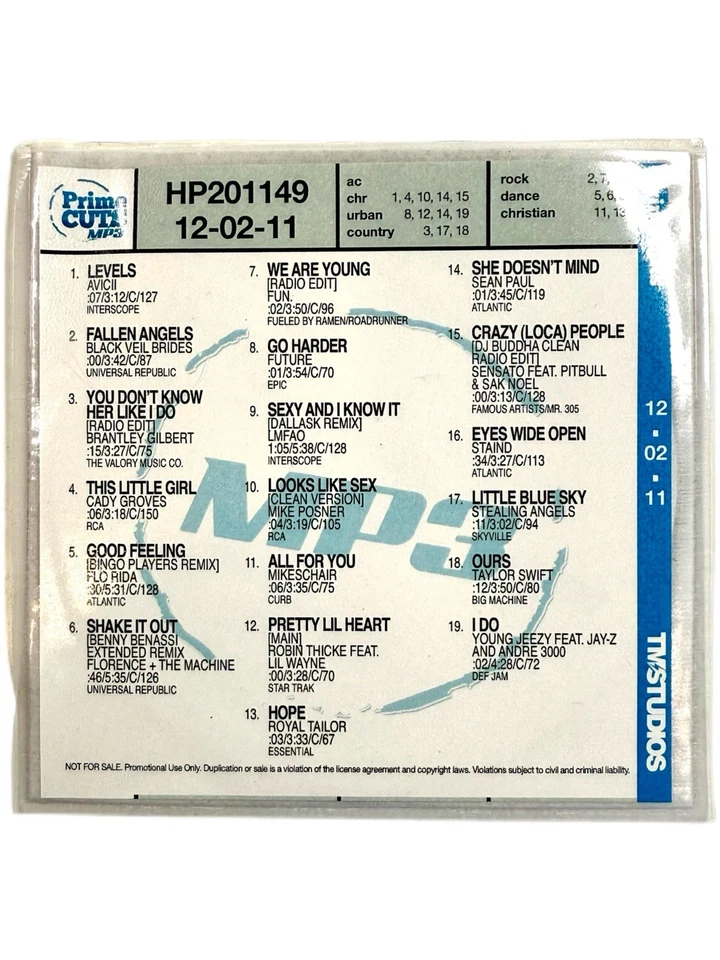 Prime
CUTS
MP3
HP201149
12-02-11
ac
chr 1, 4, 10, 14, 15
urban 8, 12, 14, 19
country 3, 17, 18
rock 2, 7,
dance 5, 6,
christian 11, 13
1. LEVELS
AVICII
:07/3:12/C/127
INTERSCOPE
2. FALLEN ANGELS
BLACK VEIL BRIDES
:00/3:42/C/87
UNIVERSAL REPUBLIC
3. YOU DON'T KNOW
HER LIKE I DO
[RADIO EDIT]
BRANTLEY GILBERT
:15/3:27/C/75
THE VALORY MUSIC CO.
4. THIS LITTLE GIRL
CADY GROVES
:06/3:18/C/150
RCA
5. GOOD FEELING
[BINGO PLAYERS REMIX]
FLO RIDA
:30/5:31/C/128
ATLANTIC
6. SHAKE IT OUT
[BENNY BENASSI
EXTENDED REMIX
FLORENCE + THE MACHINE
:46/5:35/C/126
UNIVERSAL REPUBLIC
7. WE ARE YOUNG
[RADIO EDIT]
FUN.
:02/3:50/C/96
FUELED BY RAMEN/ROADRUNNER
8. GO HARDER
FUTURE
:01/3:54/C/70
EPIC
9. SEXY AND I KNOW IT
[DALLASK REMIX]
LMFAO
1:05/5:38/C/128
INTERSCOPE
10. LOOKS LIKE SEX
[CLEAN VERSION]
MIKE POSNER
:04/3:19/C/105
RCA
11. ALL FOR YOU
MIKESCHAIR
:06/3:35/C/75
CURB
12. PRETTY LIL HEART
[MAIN]
ROBIN THICKE FEAT.
LIL WAYNE
:00/3:28/C/70
STAR TRAK
13. HOPE
ROYAL TAILOR
:03/3:33/C/67
ESSENTIAL
14. SHE DOESN'T MIND
SEAN PAUL
:01/3:45/C/119
ATLANTIC
15. CRAZY (LOCA) PEOPLE
[DJ BUDDHA CLEAN
RADIO EDIT]
SENSATO FEAT. PITBULL
& SAK NOEL
:00/3:13/C/128
FAMOUS ARTISTS/MR. 305
16. EYES WIDE OPEN
STAIND
:34/3:27/C/113
ATLANTIC
17. LITTLE BLUE SKY
STEALING ANGELS
:11/3:02/C/94
SKYVILLE
18. OURS
TAYLOR SWIFT
:12/3:50/C/80
BIG MACHINE
19. I DO
YOUNG JEEZY FEAT. JAY-Z
AND ANDRE 3000
:02/4:28/C/72
DEF JAM
MP3
12
-
02
-
11
TM/STUDIOS
NOT FOR SALE. Promotional Use Only. Duplication or sale is a violation of the license agreement and copyright laws. Violations subject to civil and criminal liability.